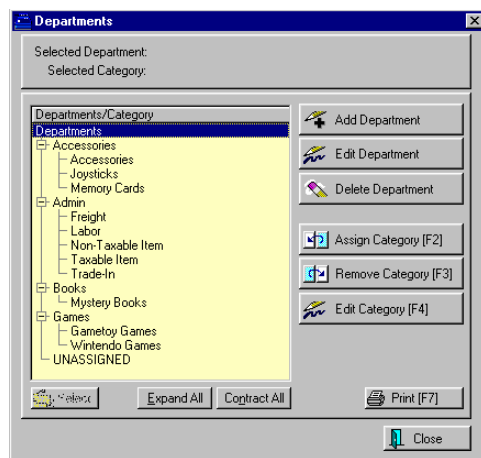 Departments
Selected Department:
Selected Category:
Departments/Category
Departments
Accessories
Accessories
Joysticks
Memory Cards
Admin
Freight
Labor
Non-Taxable Item
Taxable Item
Trade-In
Books
Mystery Books
Games
Gametoy Games
Wintendo Games
UNASSIGNED
Add Department
Edit Department
Delete Department
Assign Category [F2]
Remove Category [F3]
Edit Category [F4]
Select
Expand All
Contract All
Print [F7]
Close